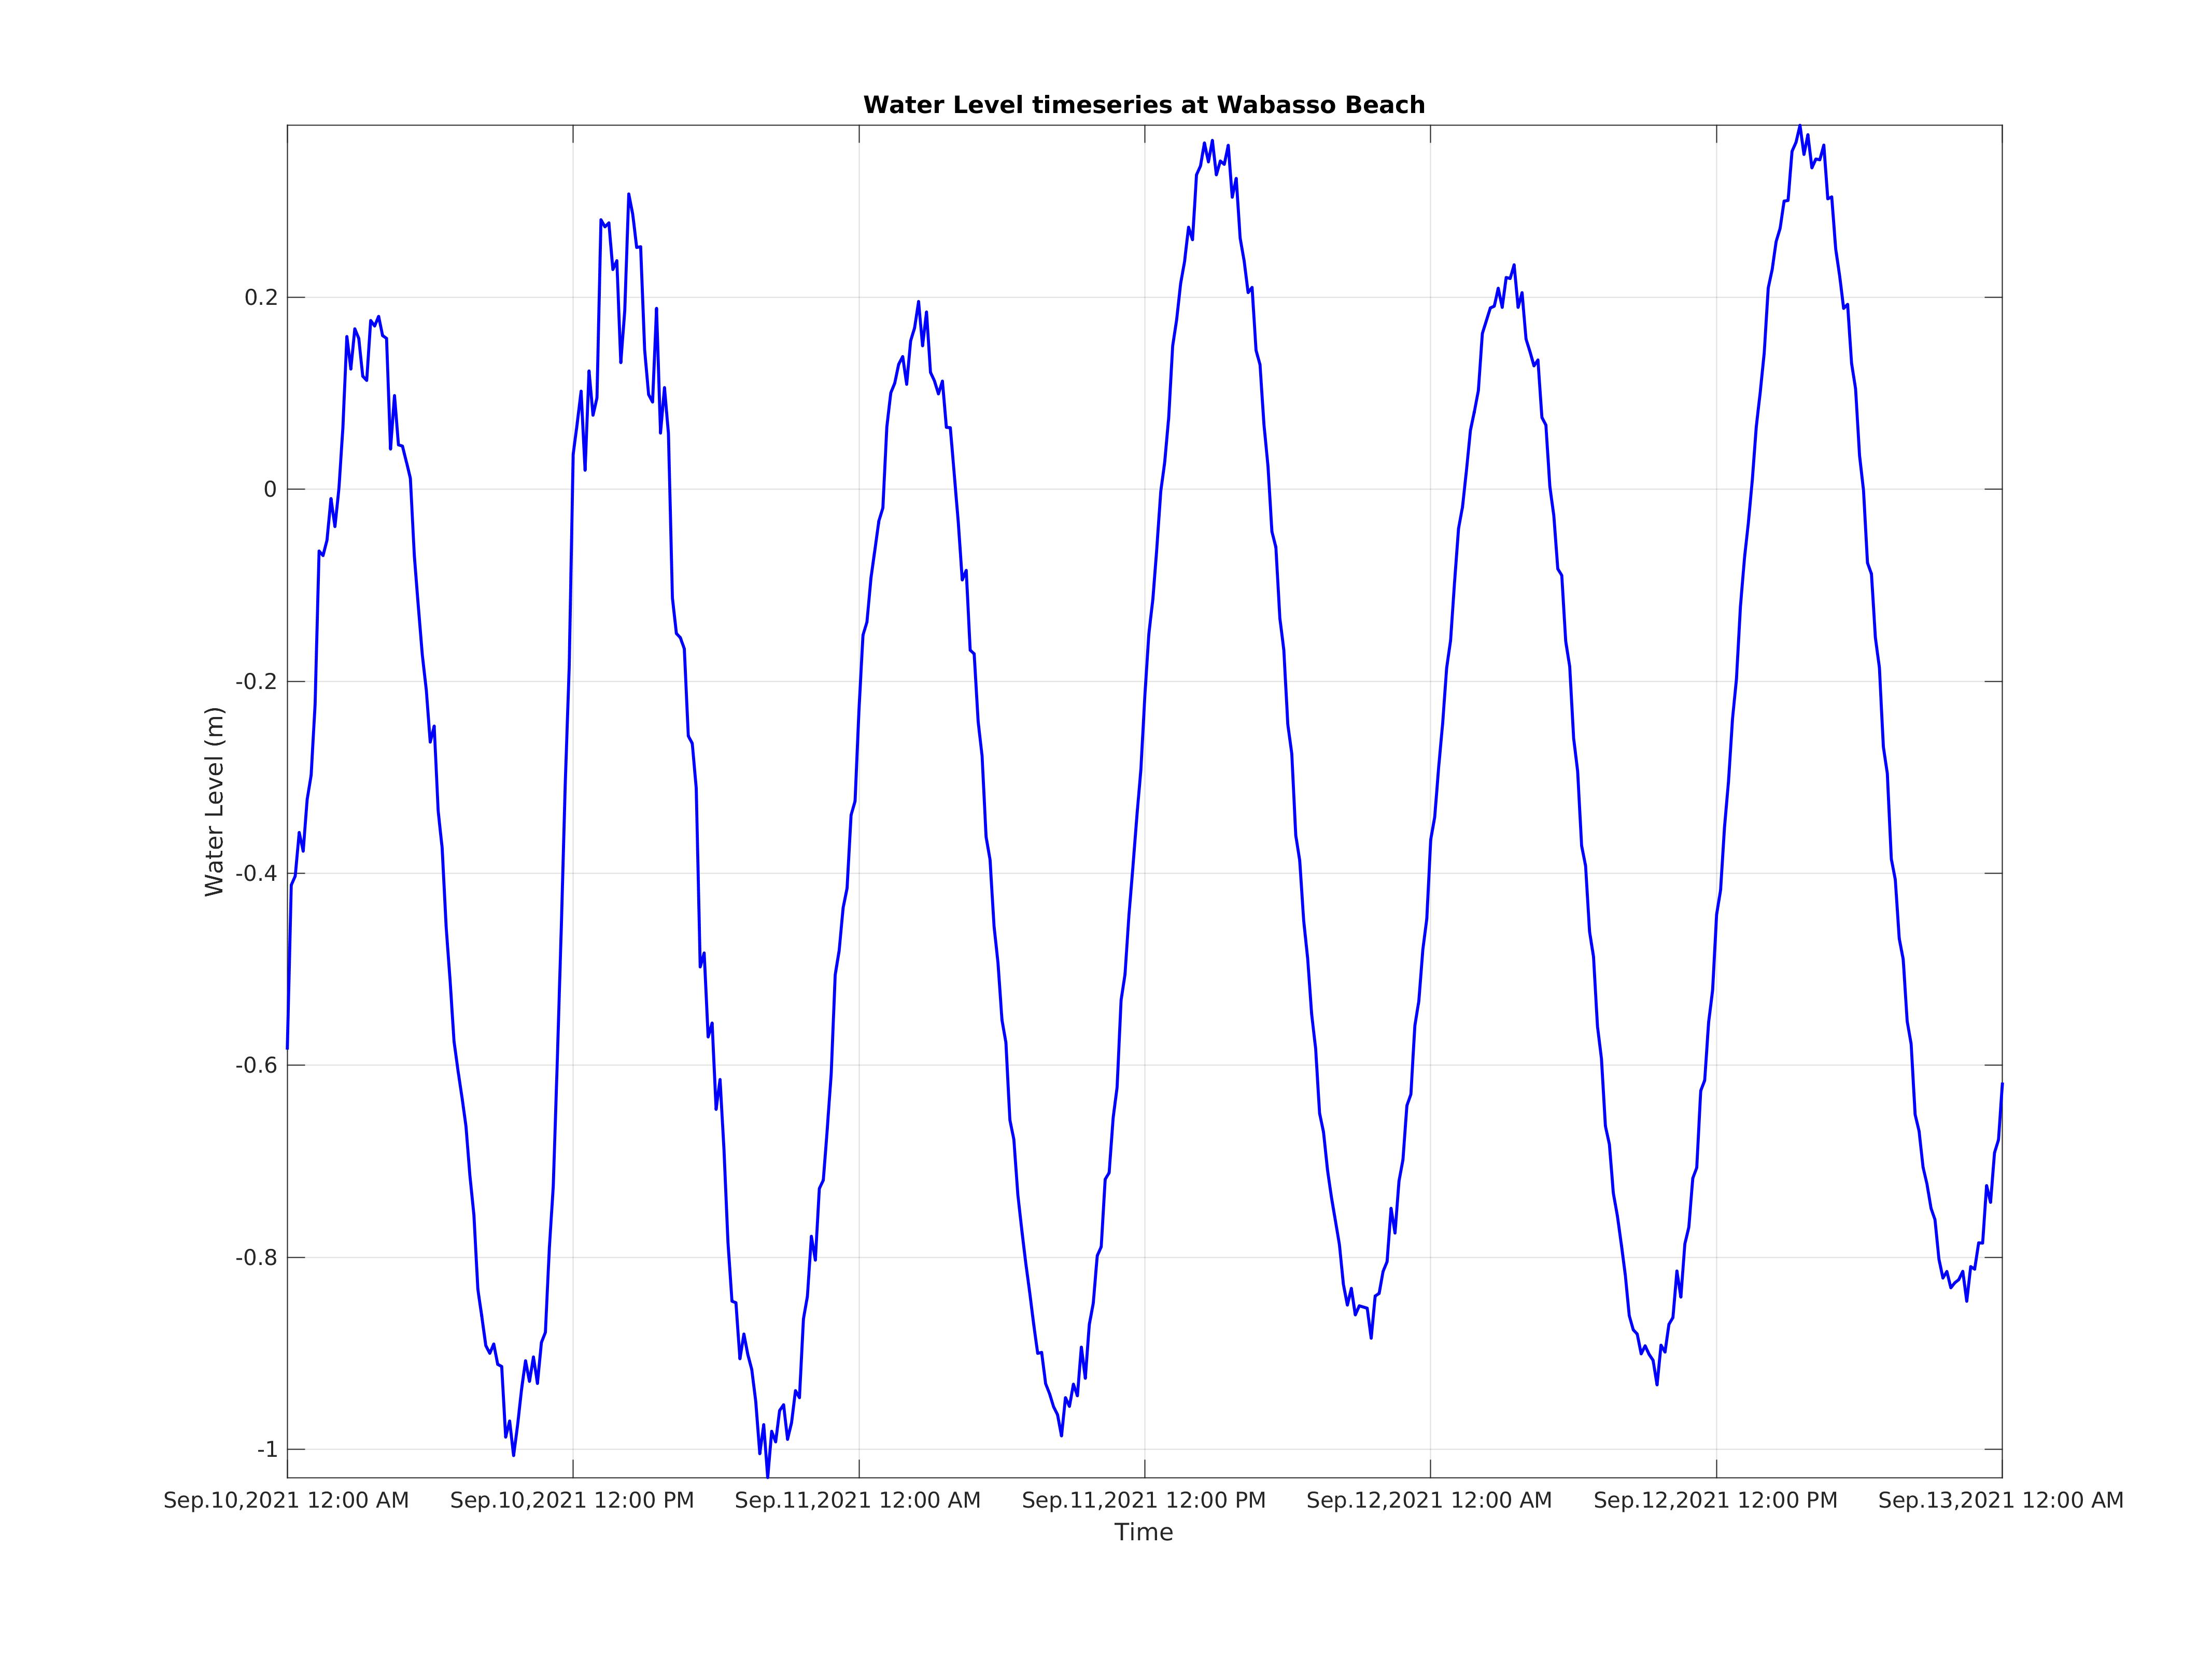 Water Level timeseries at Wabasso Beach
0.2
0
-0.2
-0.4
-0.6
-0.8
-1
Water Level (m)
Sep.10,2021 12:00 AM Sep.10,2021 12:00 PM Sep.11,2021 12:00 AM Sep.11,2021 12:00 PM Sep.12,2021 12:00 AM Sep.12,2021 12:00 PM Sep.13,2021 12:00 AM
Time